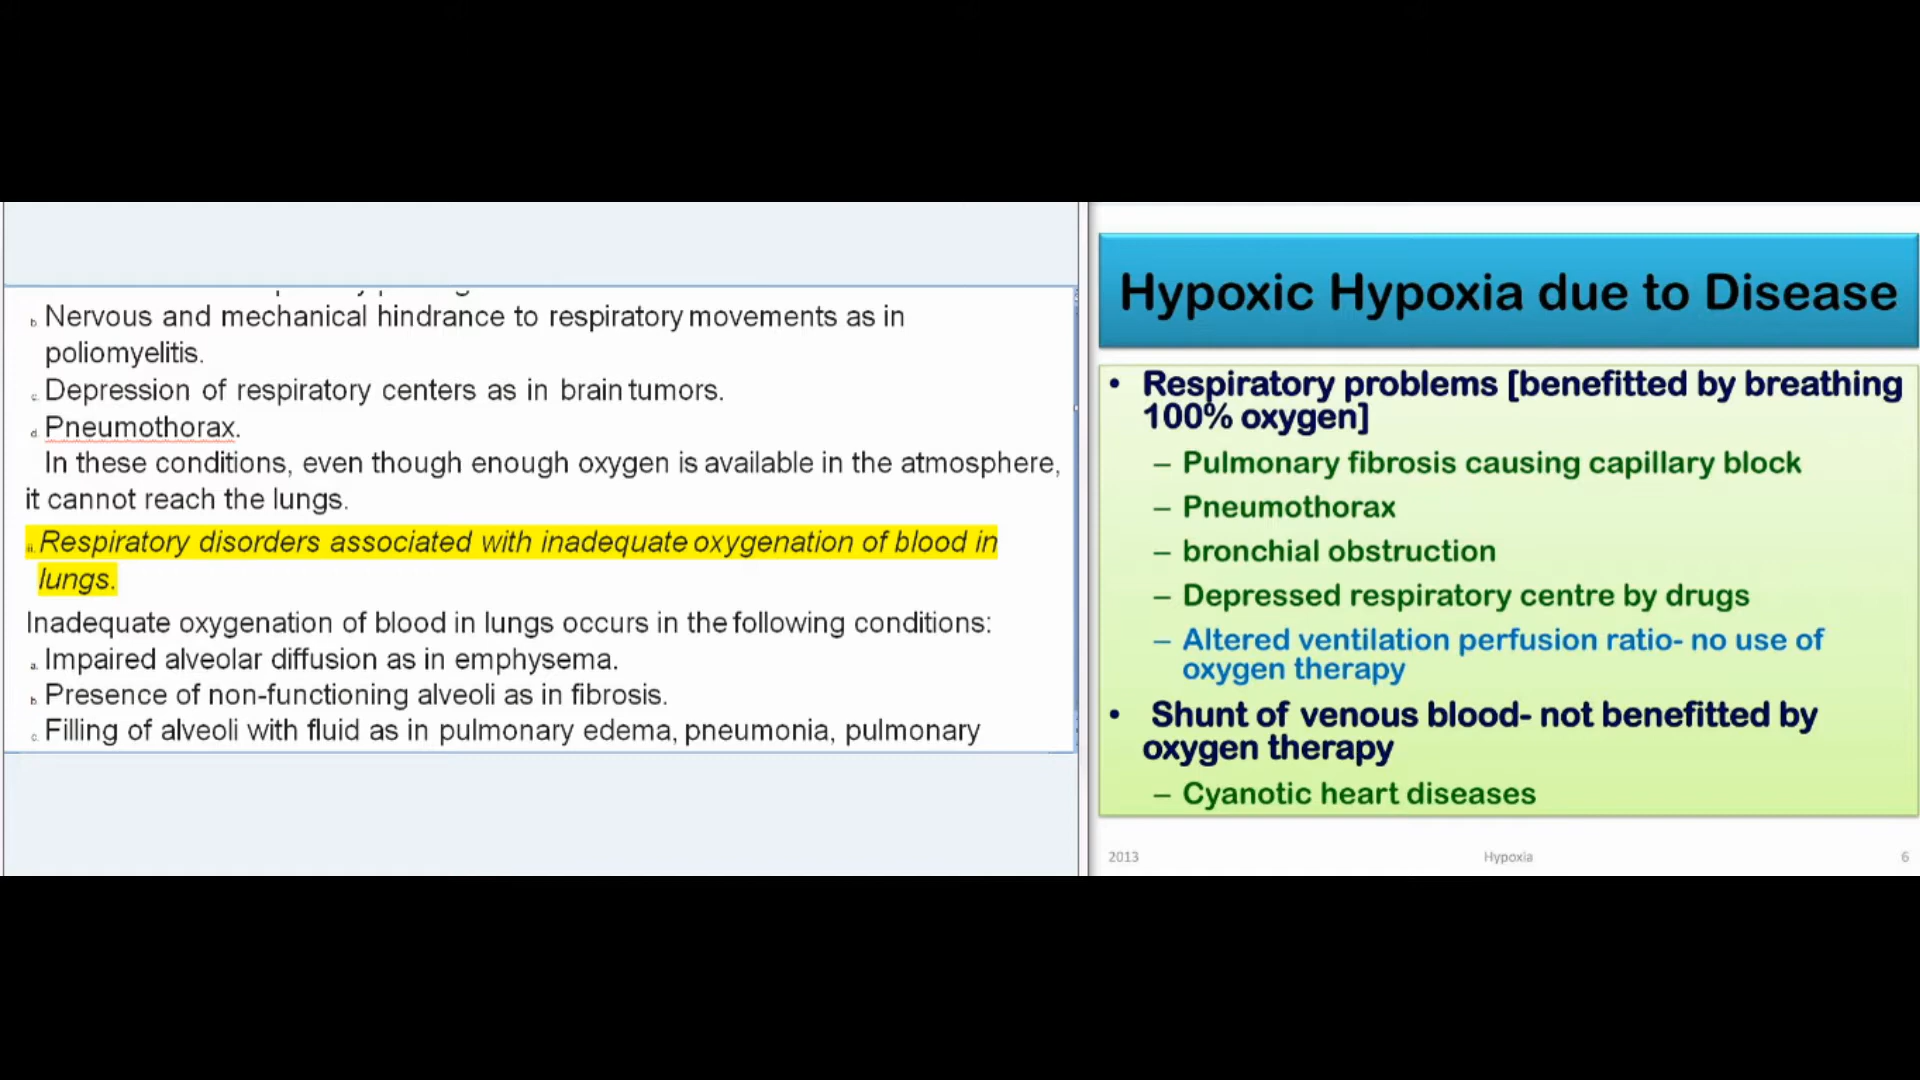 b. Nervous and mechanical hindrance to respiratory movements as in
poliomyelitis.
c. Depression of respiratory centers as in brain tumors.
d. Pneumothorax.
In these conditions, even though enough oxygen is available in the atmosphere,
it cannot reach the lungs.
ii. Respiratory disorders associated with inadequate oxygenation of blood in
lungs.
Inadequate oxygenation of blood in lungs occurs in the following conditions:
a. Impaired alveolar diffusion as in emphysema.
b. Presence of non-functioning alveoli as in fibrosis.
c. Filling of alveoli with fluid as in pulmonary edema, pneumonia, pulmonary
Hypoxic Hypoxia due to Disease
• Respiratory problems [benefitted by breathing
100% oxygen]
– Pulmonary fibrosis causing capillary block
– Pneumothorax
– bronchial obstruction
– Depressed respiratory centre by drugs
– Altered ventilation perfusion ratio- no use of
oxygen therapy
• Shunt of venous blood- not benefitted by
oxygen therapy
– Cyanotic heart diseases
2013
Hypoxia
6